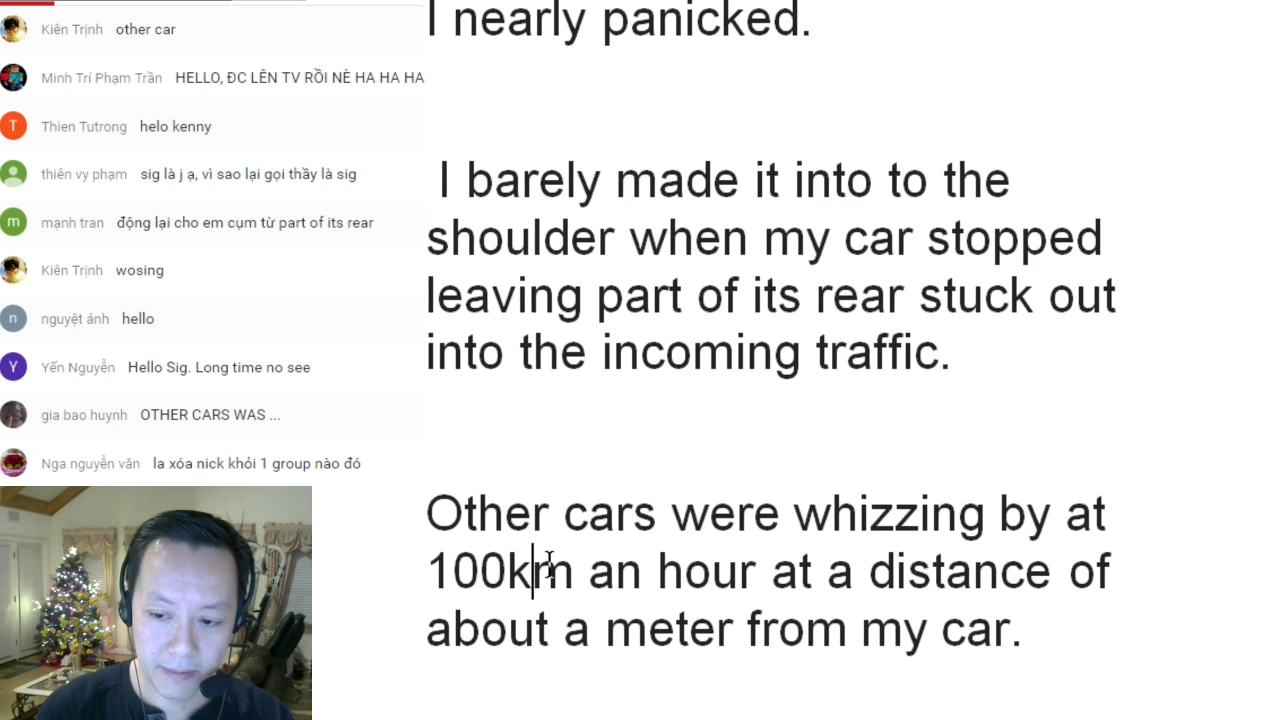 Kiên Trịnh other car
Minh Trí Phạm Trần HELLO, ĐC LÊN TV RỒI NÈ HA HA HA
T Thien Tutrong helo kenny
thiên vy phạm sig là j ạ, vì sao lại gọi thầy là sig
m mạnh tran động lại cho em cụm từ part of its rear
Kiên Trịnh wosing
n nguyệt ánh hello
Y Yến Nguyễn Hello Sig. Long time no see
gia bao huynh OTHER CARS WAS ...
Nga nguyễn văn la xóa nick khỏi 1 group nào đó
I nearly panicked.
I barely made it into to the
shoulder when my car stopped
leaving part of its rear stuck out
into the incoming traffic.
Other cars were whizzing by at
100km an hour at a distance of
about a meter from my car.